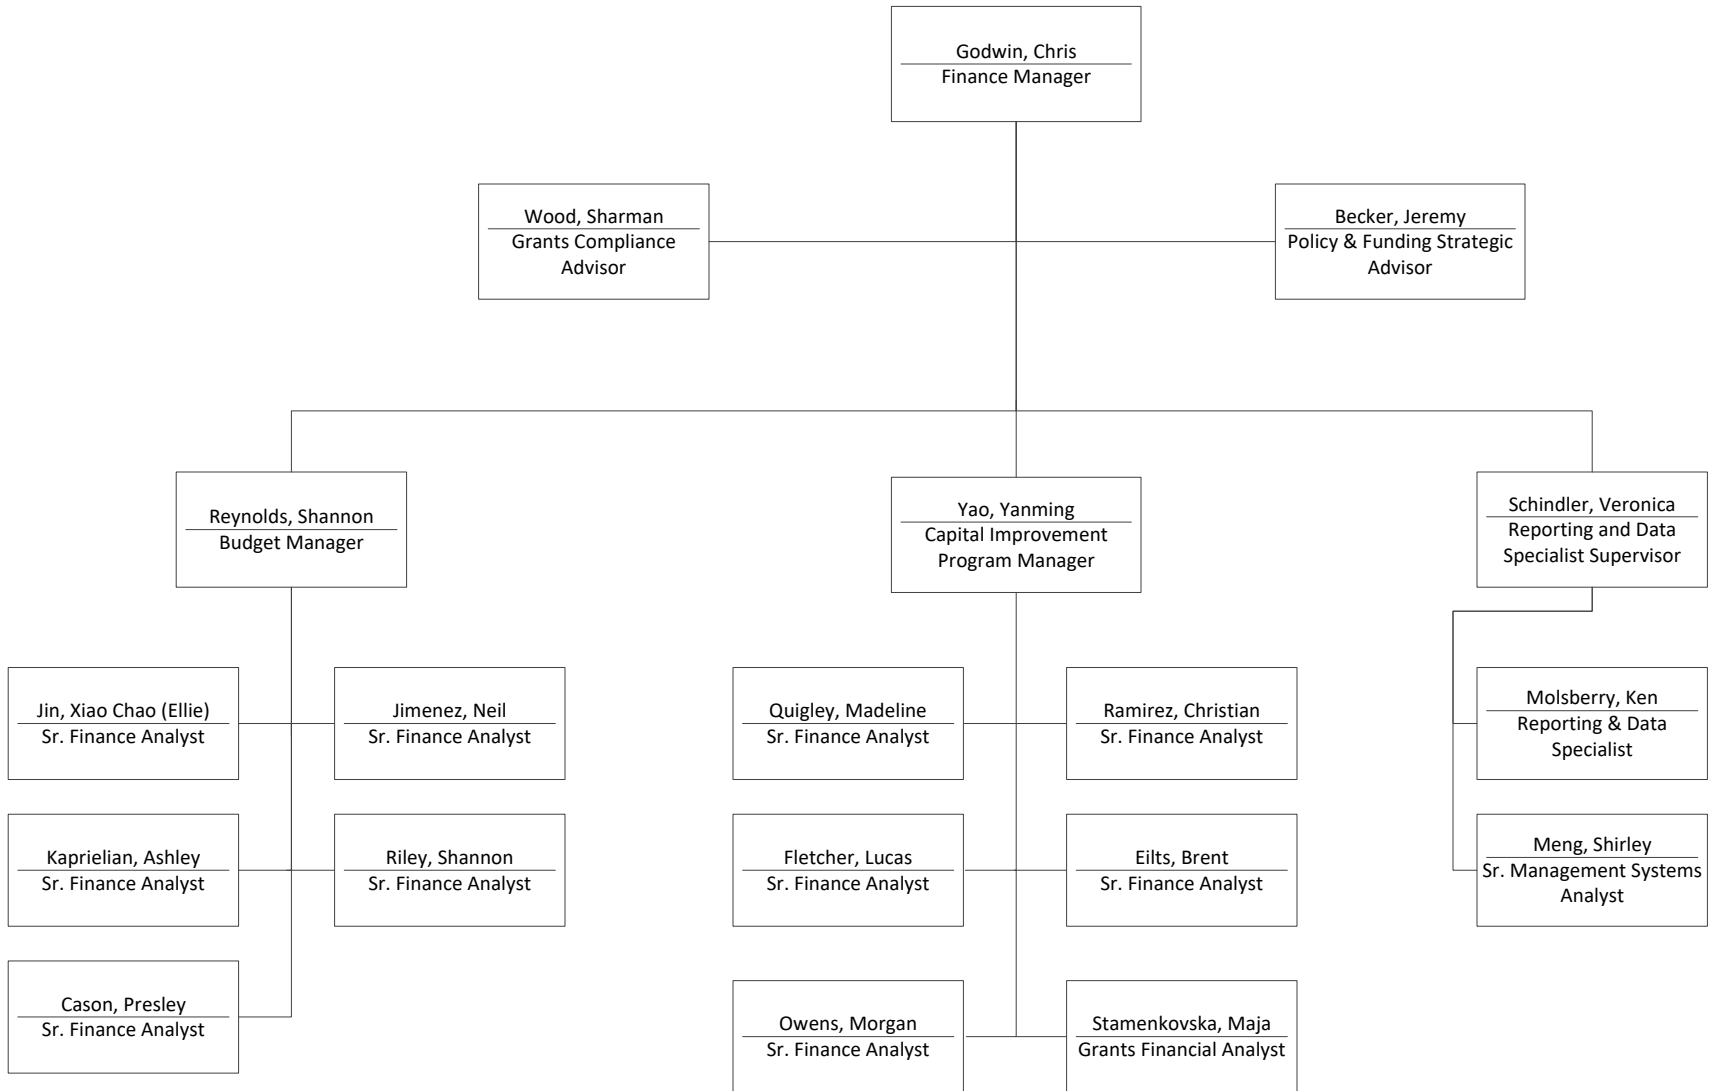 Godwin, Chris
Finance Manager
Wood, Sharman
Grants Compliance
Advisor
Becker, Jeremy
Policy & Funding Strategic
Advisor
Reynolds, Shannon
Budget Manager
Yao, Yanming
Capital Improvement
Program Manager
Schindler, Veronica
Reporting and Data
Specialist Supervisor
Jin, Xiao Chao (Ellie)
Sr. Finance Analyst
Jimenez, Neil
Sr. Finance Analyst
Quigley, Madeline
Sr. Finance Analyst
Ramirez, Christian
Sr. Finance Analyst
Molsberry, Ken
Reporting & Data
Specialist
Kaprielian, Ashley
Sr. Finance Analyst
Riley, Shannon
Sr. Finance Analyst
Fletcher, Lucas
Sr. Finance Analyst
Eilts, Brent
Sr. Finance Analyst
Meng, Shirley
Sr. Management Systems
Analyst
Cason, Presley
Sr. Finance Analyst
Owens, Morgan
Sr. Finance Analyst
Stamenkovska, Maja
Grants Financial Analyst